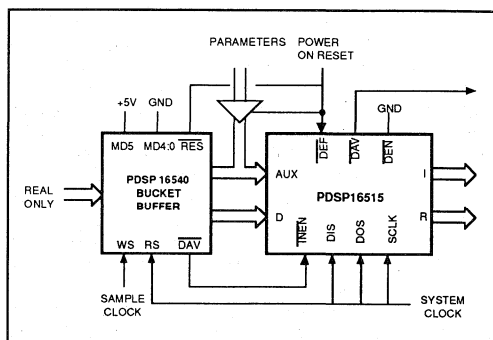 PARAMETERS POWER
ON RESET
+5V GND GND
MD5 MD4:0 RES DEF DAV DEN
AUX I
PDSP 16540
BUCKET
BUFFER
PDSP16515
REAL
ONLY
D R
WS RS DAV INEN DIS DOS SCLK
SAMPLE
CLOCK
SYSTEM
CLOCK